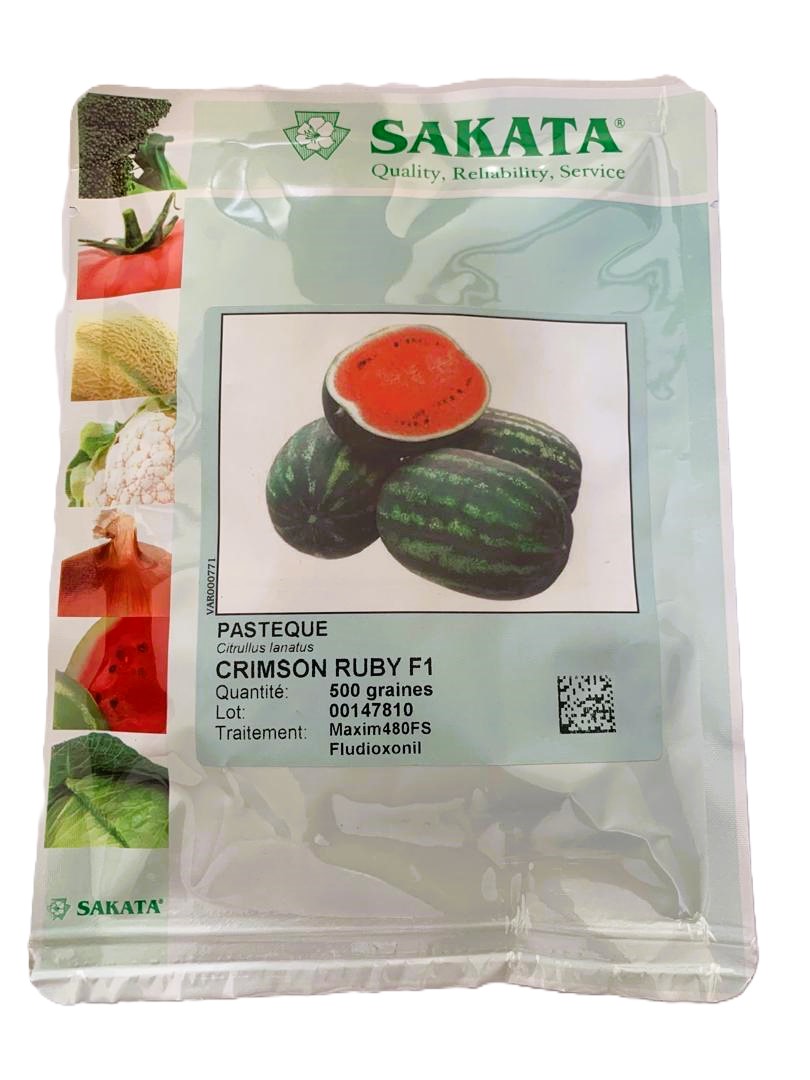 SAKATA®
Quality, Reliability, Service
VAR000771
PASTEQUE
Citrullus lanatus
CRIMSON RUBY F1
Quantité: 500 graines
Lot: 00147810
Traitement: Maxim480FS
Fludioxonil
SAKATA®